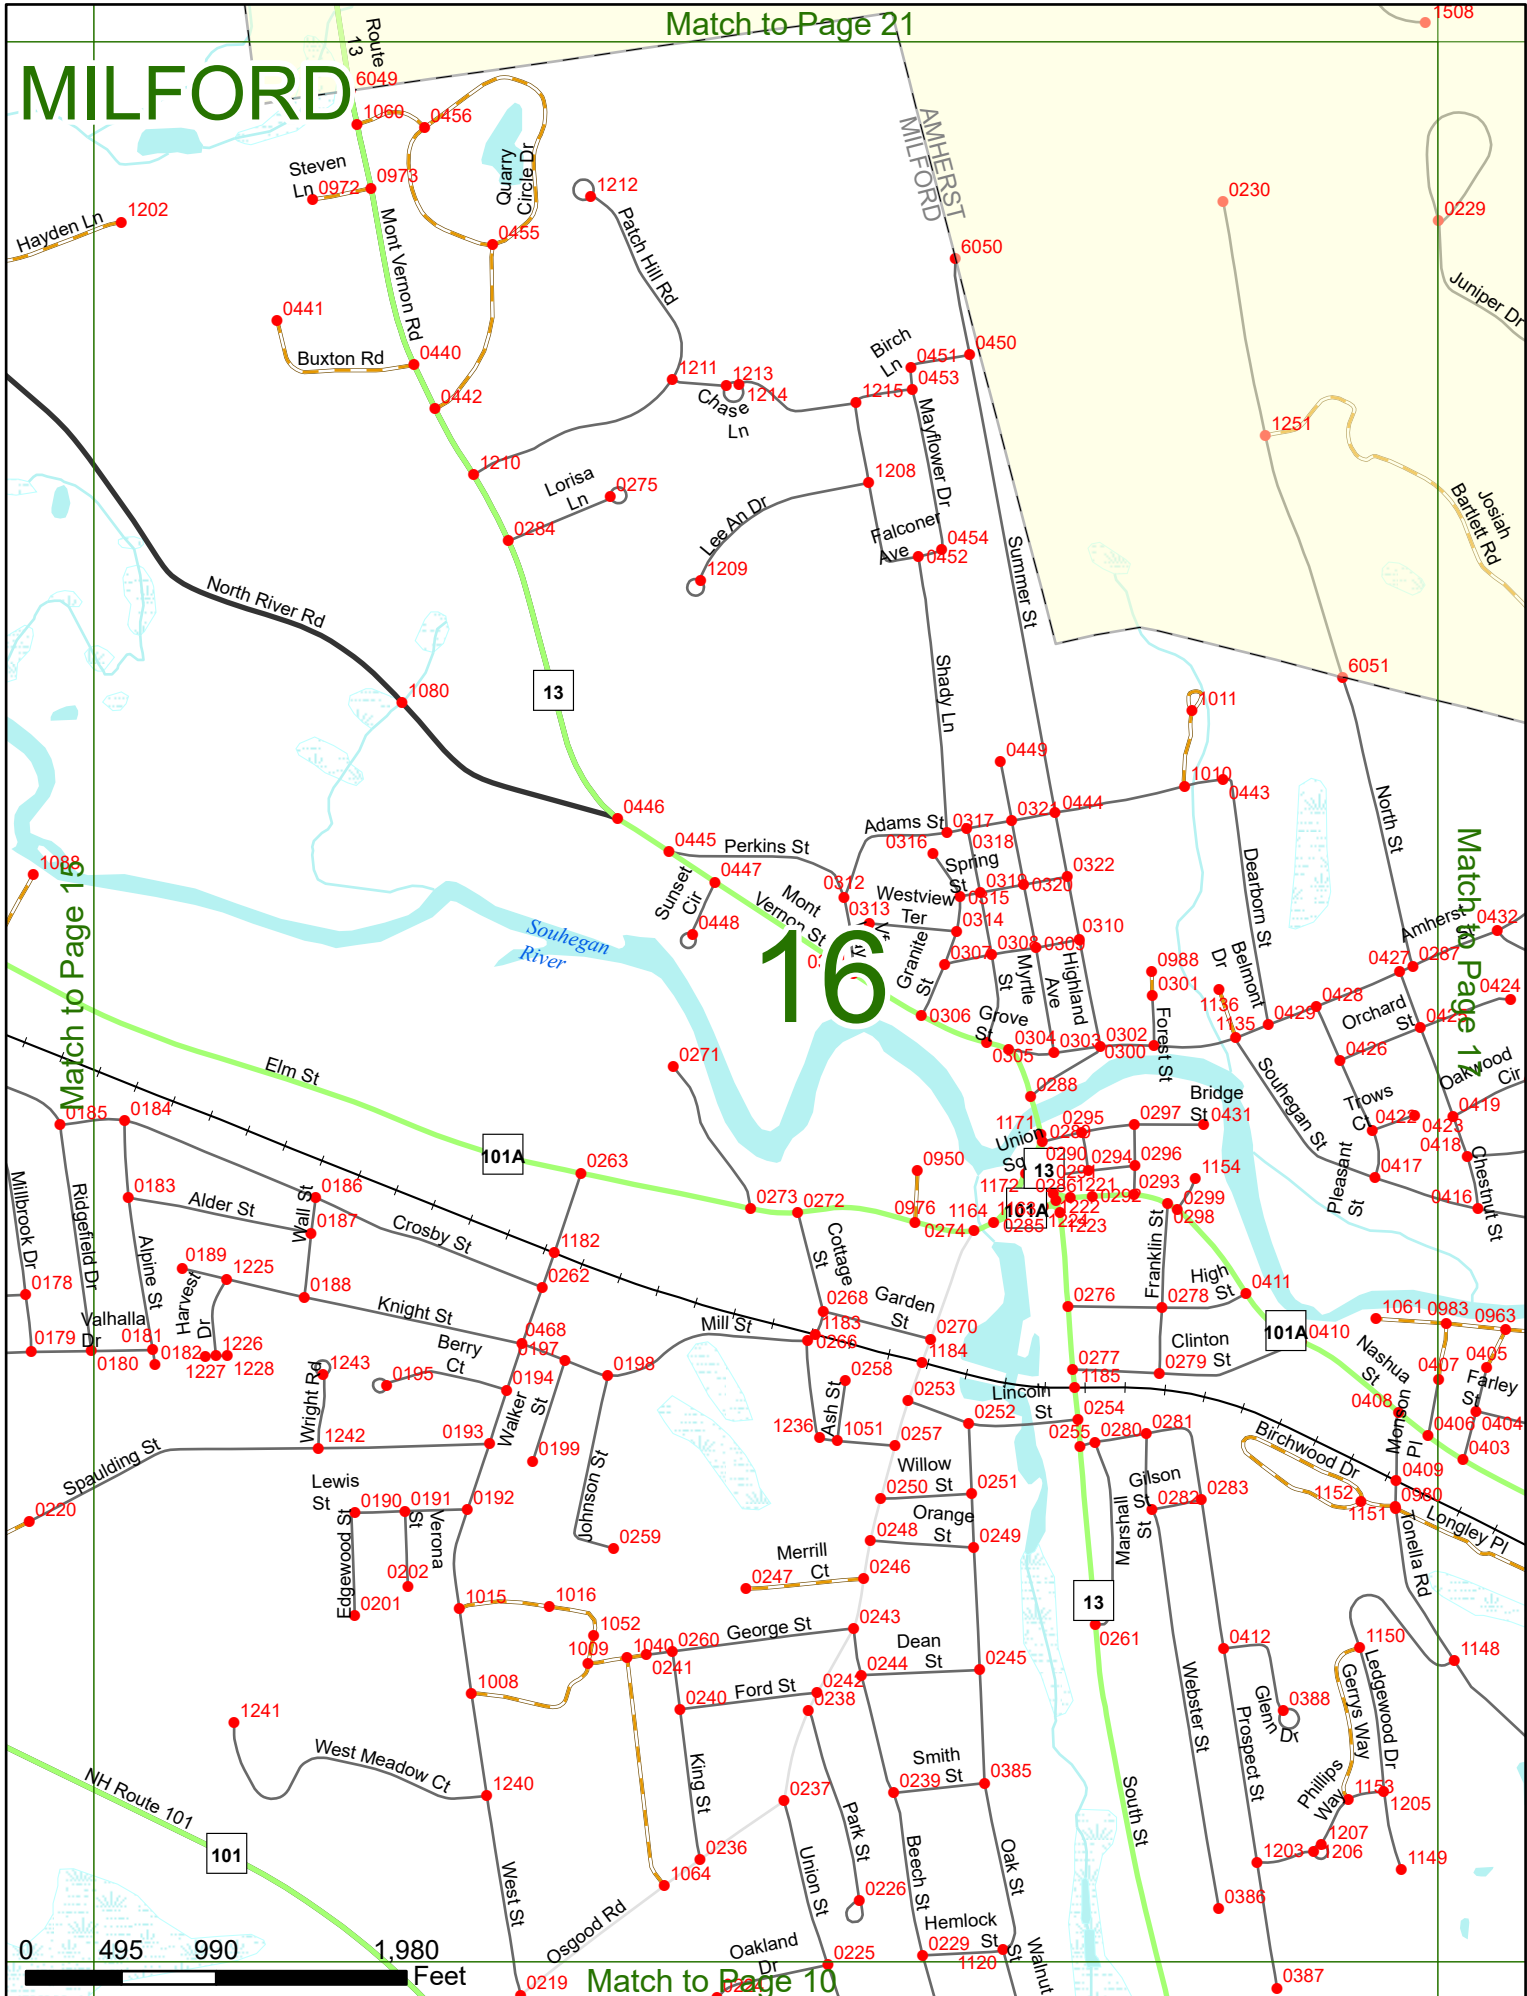 Match to Page 21
1508
MILFORD
Route
13
6049
1060
0456
AMHERST
MILFORD
Steven
Ln
0972
0973
Quarry
Circle Dr
1212
0230
0229
Hayden Ln
1202
Mont Vernon Rd
0455
Patch Hill Rd
6050
Juniper Dr
0441
Buxton Rd
0440
0442
Birch
Ln
0451
0450
0453
1211
1213
1214
Chase
Ln
1215
Mayflower Dr
1251
1210
Lorisa
Ln
0275
1208
Josiah
Bartlett Rd
0284
Lee An Dr
Falconer
Ave
0454
0452
1209
Summer St
North River Rd
13
1080
Shady Ln
6051
1011
0449
1010
0443
North St
0446
0445
Perkins St
Adams St
0317
0321
0444
0316
0318
Spring
St
0322
1088
0447
Sunset
Cir
0448
0312
Mont
Vernon St
0313
Westview
Ter
0315
0319
0320
0314
Dearborn St
Match to Page 15
Match to Page 12
Souhegan
River
16
Granite
St
0307
0308
0309
0310
Myrtle
Ave
Highland
0988
0301
1136
Belmont
Dr
0427
0287
Amherst
St
0432
0424
0306
Grove
St
0305
0304
0303
0302
0300
Forest St
1135
0429
0428
Orchard
St
0425
0426
Elm St
0271
0288
Souhegan St
Oakwood
Cir
0185
0184
101A
0263
1171
Union
Sq
0289
0295
0297
Bridge
St
0431
Trows
Ct
0422
0419
0423
0418
Millbrook Dr
Ridgefield Dr
0183
Alder St
Wall St
0186
0187
Crosby St
0290
13
0294
0296
0291
1172
0286
1221
0292
0293
1154
0299
0298
Pleasant
St
0417
0416
Chestnut St
0950
0976
0273
0272
0274
1164
1163
101A
0285
1222
1224
1223
Alpine St
0189
1225
Harvest
Dr
0188
1182
0262
Cottage
St
0268
Garden
St
0270
Franklin St
High
St
0411
0178
Valhalla
Dr
0179
0180
0181
0182
1227
1226
1228
Knight St
0468
Mill St
1183
0266
0276
0278
1061
0983
0963
101A
0410
Clinton
St
Berry
Ct
0197
0198
1184
0277
0279
1185
Nashua
St
0407
0405
Farley
St
1243
0195
0194
0258
0253
Lincoln
St
0254
Wright Rd
Walker
St
Ash St
0252
0255
0280
0281
0408
Monson
Pl
0406
0404
1242
0193
1236
1051
0257
0403
Spaulding St
0199
Willow
St
Birchwood Dr
0409
Lewis
St
0190
0191
0192
Johnson St
0250
0251
Gilson
St
0282
0283
1152
0980
1151
0220
Orange
St
Longley Pl
Edgewood St
Verona
St
0259
0248
0249
Marshall
St
Tonella Rd
0202
0201
Merrill
Ct
0247
0246
1015
1016
1052
13
0243
George St
0260
1040
0241
1009
Dean
St
0244
0245
0261
0412
1150
1148
1008
0242
0240
Ford St
0238
Glenn
Dr
0388
Gerrys Way
Ledgewood Dr
1241
West Meadow Ct
Webster St
Prospect St
1240
King St
0237
Smith
St
0239
0385
Phillips
Way
1153
1205
NH Route 101
101
Park St
South St
0236
1064
Union St
Beech St
Oak St
1207
1206
1203
1149
West St
0226
0386
Osgood Rd
Hemlock
St
0229
1120
Walnut
St
Oakland
Dr
0225
0 495 990 1,980
Feet
0219
Match to Page 10
0387